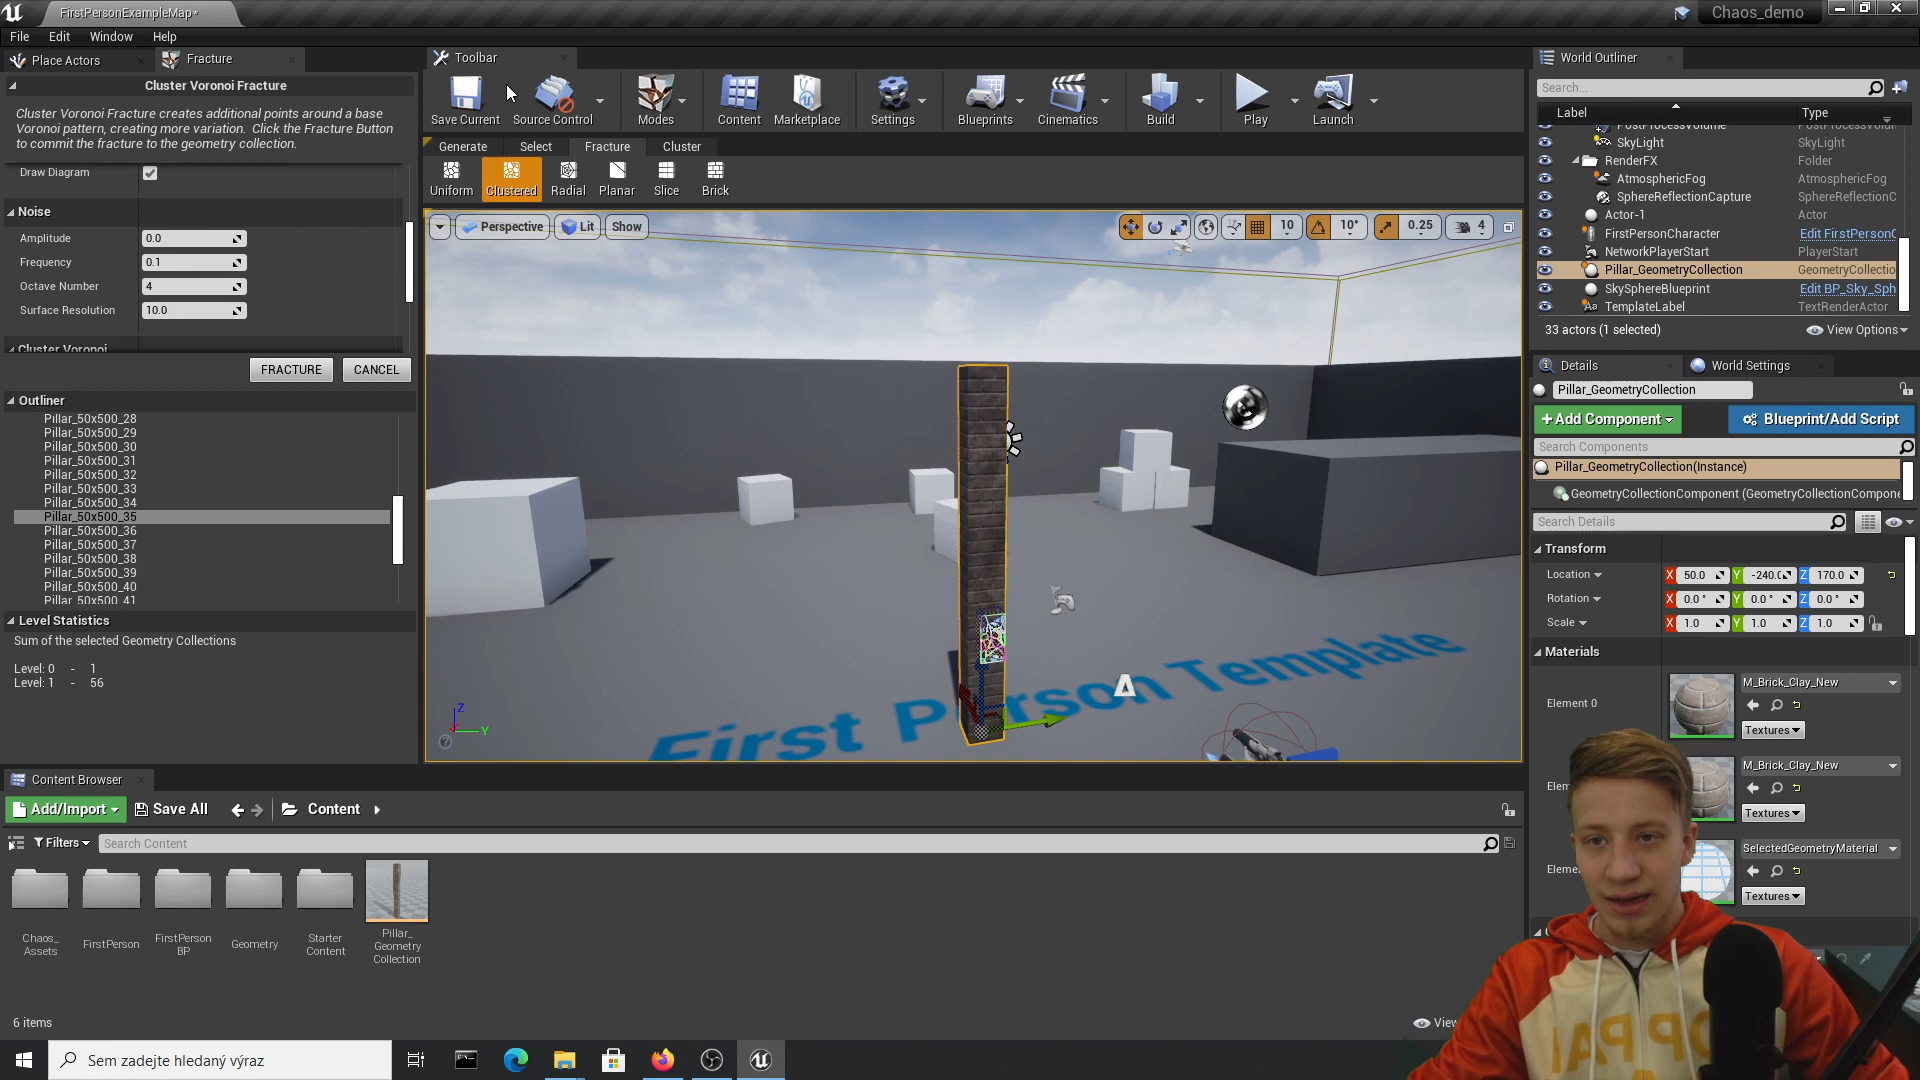 FirstPersonExampleMap*
Chaos_demo
File Edit Window Help
Place Actors
Fracture
Toolbar
World Outliner
Cluster Voronoi Fracture
Cluster Voronoi Fracture creates additional points around a base
Voronoi pattern, creating more variation. Click the Fracture Button
to commit the fracture to the geometry collection.
Draw Diagram
Noise
Amplitude 0.0
Frequency 0.1
Octave Number 4
Surface Resolution 10.0
Cluster Voronoi
FRACTURE CANCEL
Outliner
Pillar_50x500_28
Pillar_50x500_29
Pillar_50x500_30
Pillar_50x500_31
Pillar_50x500_32
Pillar_50x500_33
Pillar_50x500_34
Pillar_50x500_35
Pillar_50x500_36
Pillar_50x500_37
Pillar_50x500_38
Pillar_50x500_39
Pillar_50x500_40
Pillar_50x500_41
Level Statistics
Sum of the selected Geometry Collections
Level: 0 - 1
Level: 1 - 56
Save Current Source Control Modes Content Marketplace Settings Blueprints Cinematics Build Play Launch
Generate Select Fracture Cluster
Uniform Clustered Radial Planar Slice Brick
Perspective Lit Show
10 10° 0.25 4
First Person Template
Z
Y
Search...
Label Type
PostProcessVolume PostProcessVolun
SkyLight SkyLight
RenderFX Folder
AtmosphericFog AtmosphericFog
SphereReflectionCapture SphereReflectionC
Actor-1 Actor
FirstPersonCharacter Edit FirstPersonC
NetworkPlayerStart PlayerStart
Pillar_GeometryCollection GeometryCollectio
SkySphereBlueprint Edit BP_Sky_Sph
TemplateLabel TextRenderActor
33 actors (1 selected) View Options
Details World Settings
Pillar_GeometryCollection
+Add Component Blueprint/Add Script
Search Components
Pillar_GeometryCollection(Instance)
GeometryCollectionComponent (GeometryCollectionCompone
Search Details
Transform
Location X 50.0 Y -240.0 Z 170.0
Rotation X 0.0 ° Y 0.0 ° Z 0.0 °
Scale X 1.0 Y 1.0 Z 1.0
Materials
Element 0 M_Brick_Clay_New
Textures
Elem M_Brick_Clay_New
Textures
Eleme SelectedGeometryMaterial
Textures
Content Browser
Add/Import Save All Content
Filters Search Content
Chaos_
Assets
FirstPerson
FirstPerson
BP
Geometry
Starter
Content
Pillar_
Geometry
Collection
6 items
View
Sem zadejte hledaný výraz